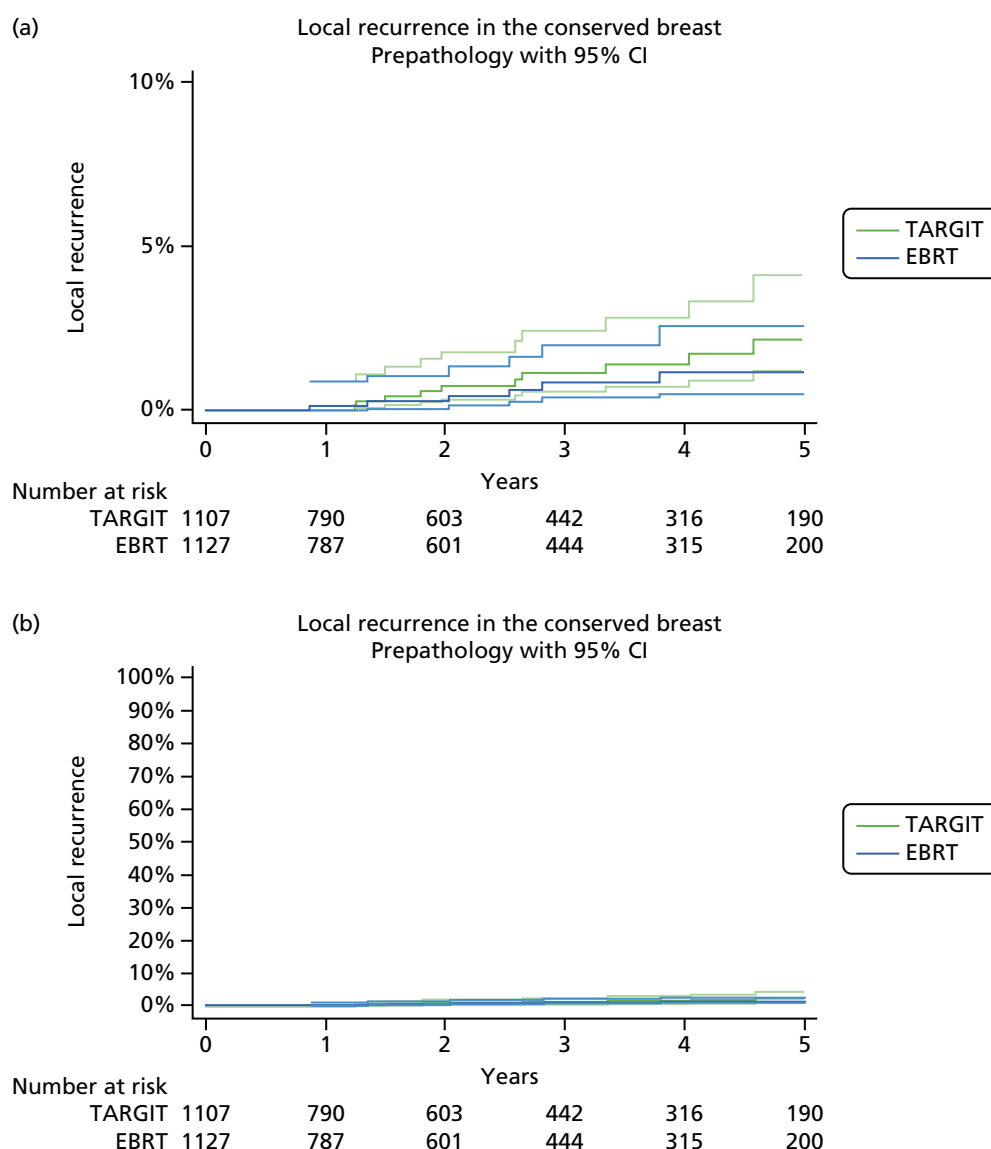 (a)
Local recurrence in the conserved breast
Prepathology with 95% CI
10%
5%
0%
Local recurrence
TARGIT
EBRT
0 1 2 3 4 5
Years
Number at risk
TARGIT 1107 790 603 442 316 190
EBRT 1127 787 601 444 315 200
(b)
Local recurrence in the conserved breast
Prepathology with 95% CI
100%
90%
80%
70%
60%
50%
40%
30%
20%
10%
0%
Local recurrence
TARGIT
EBRT
0 1 2 3 4 5
Years
Number at risk
TARGIT 1107 790 603 442 316 190
EBRT 1127 787 601 444 315 200